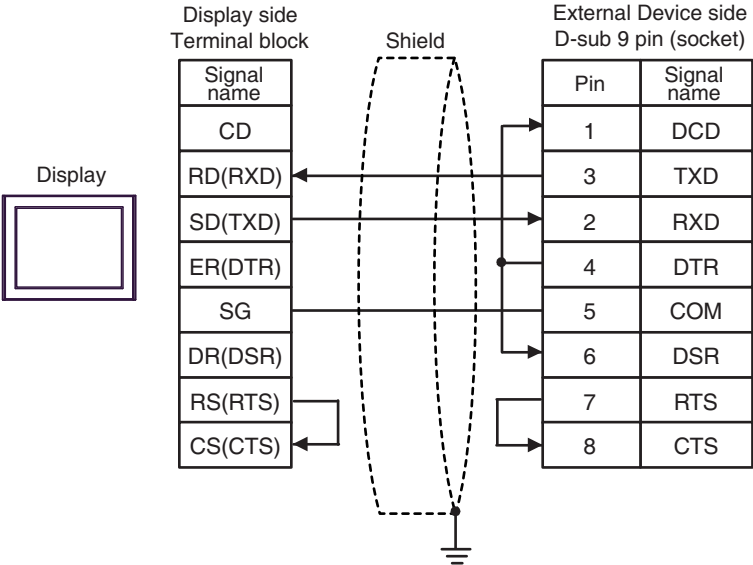 Display side
Terminal block
Shield
External Device side
D-sub 9 pin (socket)
Display
Signal
name
CD
RD(RXD)
SD(TXD)
ER(DTR)
SG
DR(DSR)
RS(RTS)
CS(CTS)
Pin
Signal
name
1 DCD
3 TXD
2 RXD
4 DTR
5 COM
6 DSR
7 RTS
8 CTS